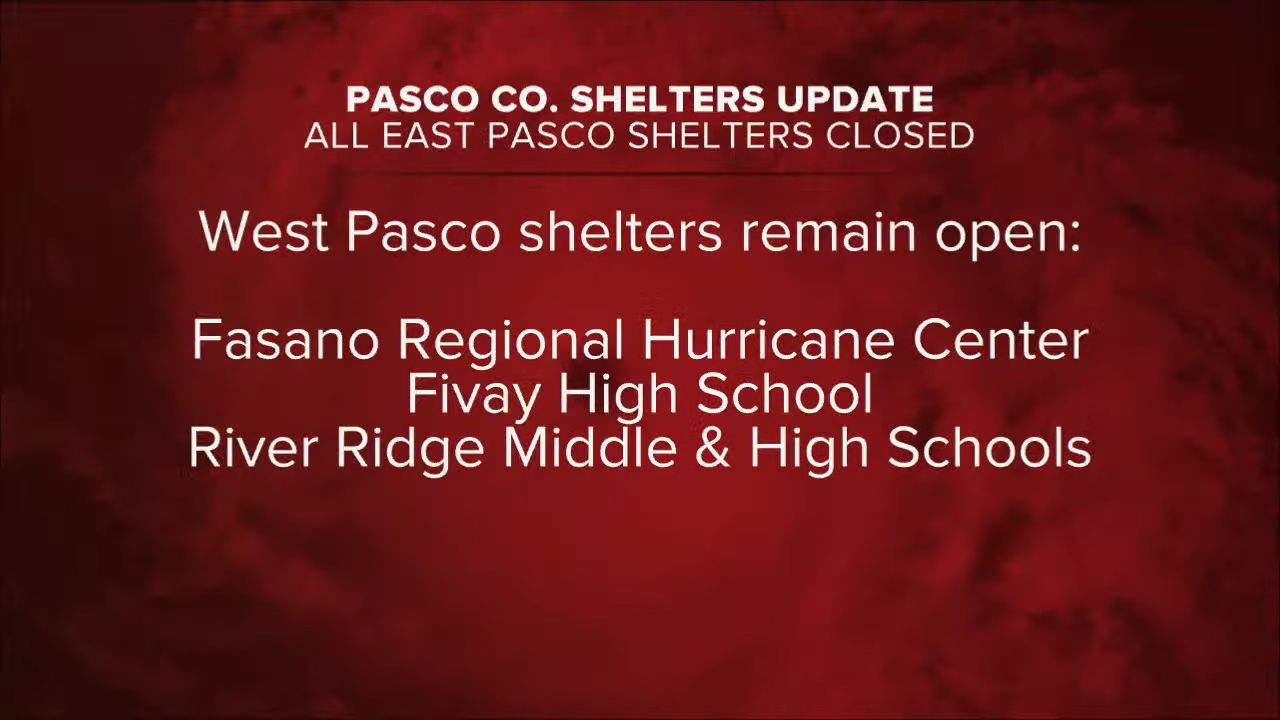 PASCO CO. SHELTERS UPDATE
ALL EAST PASCO SHELTERS CLOSED
West Pasco shelters remain open:
Fasano Regional Hurricane Center
Fivay High School
River Ridge Middle & High Schools